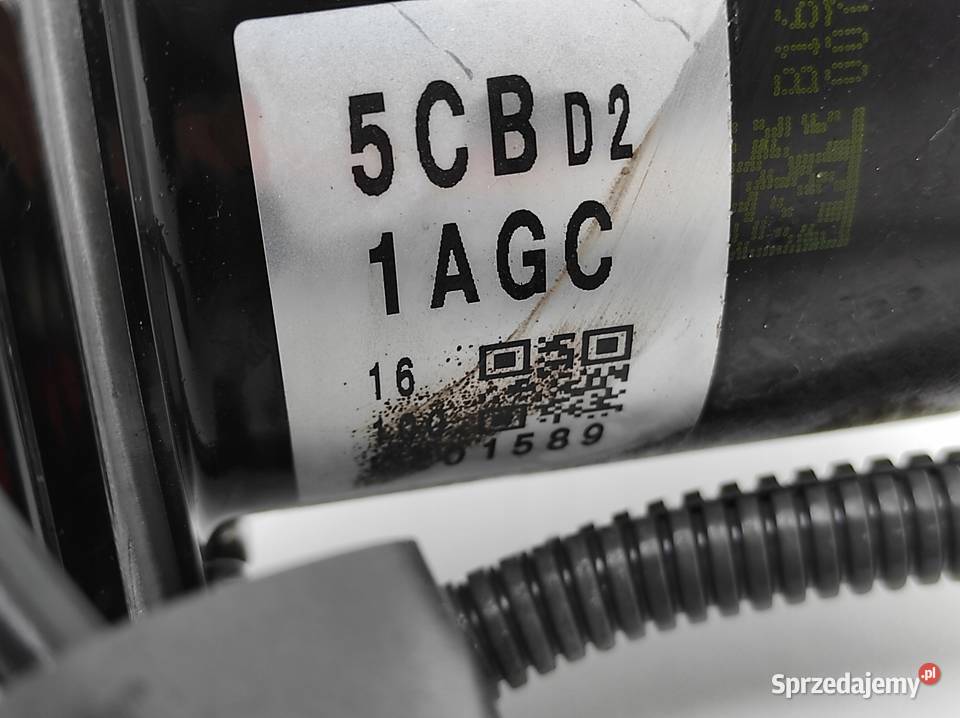 5CB D2
1AGC
16
01589
Sprzedajemy.pl